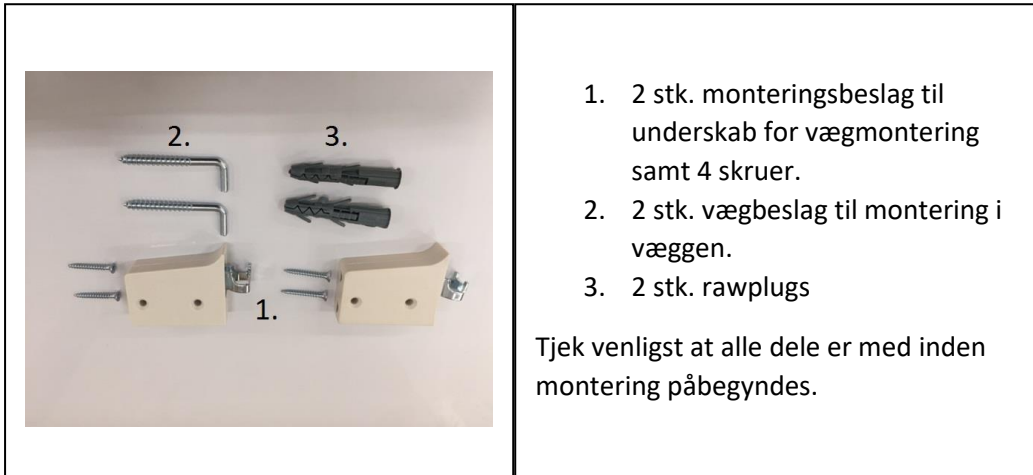 2.
3.
1.
1. 2 stk. monteringsbeslag til
underskab for vægmontering
samt 4 skruer.
2. 2 stk. vægbeslag til montering i
væggen.
3. 2 stk. rawplugs
Tjek venligst at alle dele er med inden
montering påbegyndes.